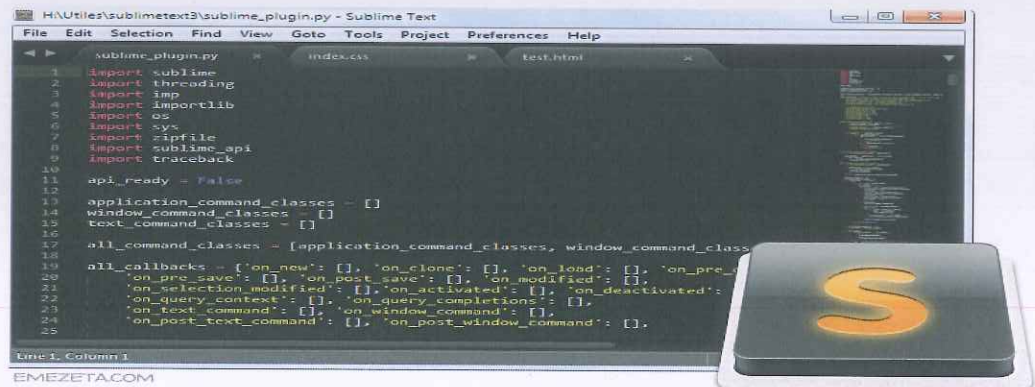 H:\Utiles\sublimetext3\sublime_plugin.py - Sublime Text
File Edit Selection Find View Goto Tools Project Preferences Help
sublime_plugin.py index.css test.html
1 import sublime
2 import threading
3 import imp
4 import importlib
5 import os
6 import sys
7 import zipfile
8 import sublime_api
9 import traceback
10
11 api_ready = False
12
13 application_command_classes = []
14 window_command_classes = []
15 text_command_classes = []
16
17 all_command_classes = [application_command_classes, window_command_class
18
19 all_callbacks = {'on_new': [], 'on_clone': [], 'on_load': [], 'on_pre_
20 'on_pre_save': [], 'on_post_save': [], 'on_modified': [],
21 'on_selection_modified': [],'on_activated': [], 'on_deactivated':
22 'on_query_context': [], 'on_query_completions': [],
23 'on_text_command': [], 'on_window_command': [],
24 'on_post_text_command': [], 'on_post_window_command': [],
25
Line 1, Column 1
S
EMEZETA.COM